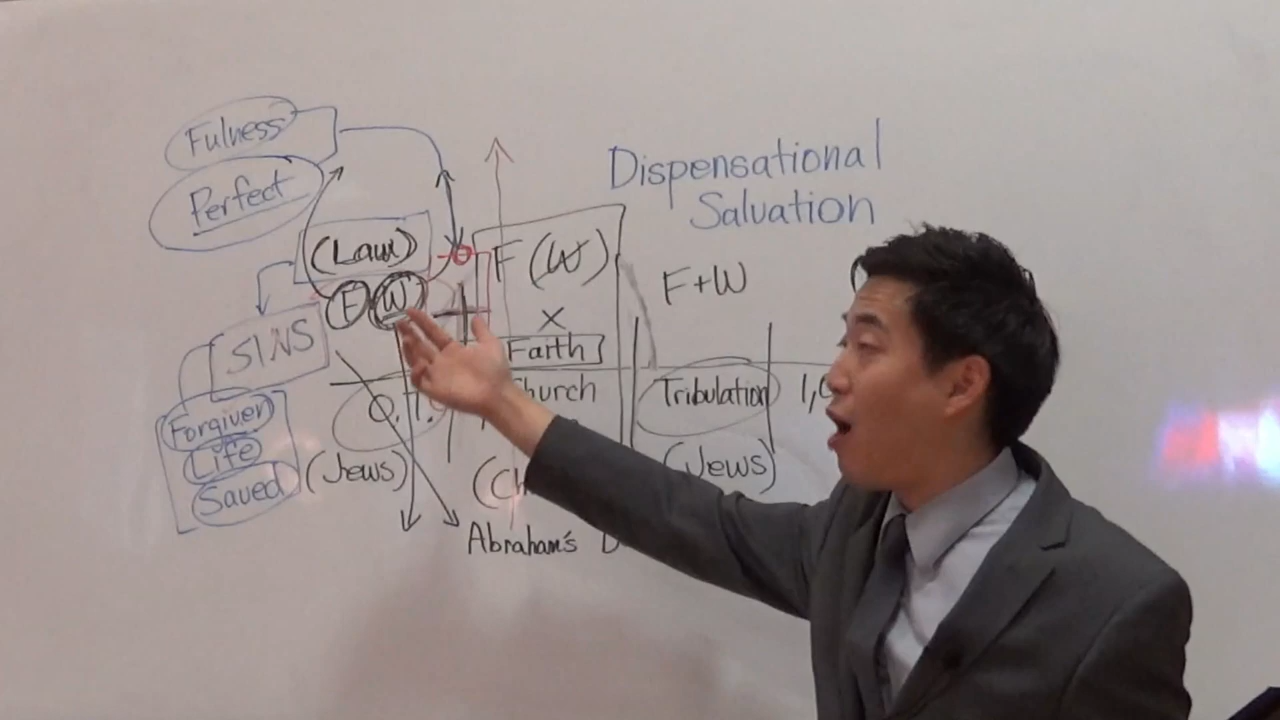 Fulness
Perfect
Dispensational
Salvation
(Law)
F W
F (W)
F+W
X
SINS
Faith
Church
Tribulation
Forgiven
Life
Saved
O.T.
(Jews)
(Jews)
Abraham's